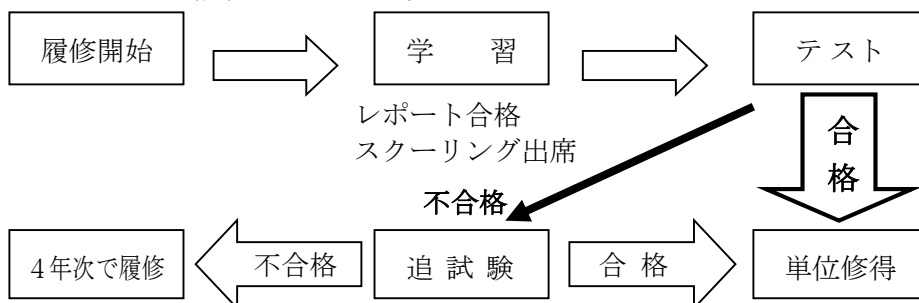 履修開始
学　　習
テスト
レポート合格
スクーリング出席
合格
不合格
４年次で履修
不合格
追 試 験
合 格
単位修得